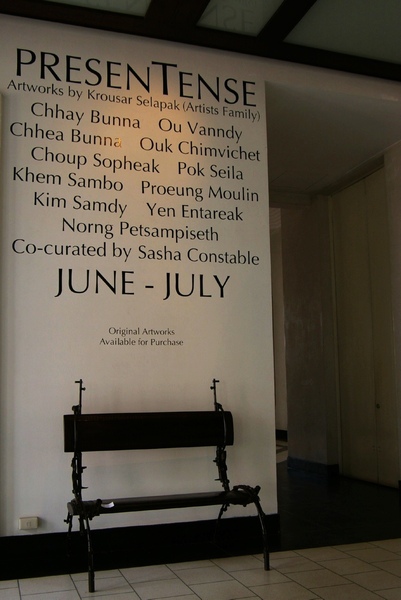 PRESENTENSE
Artworks by Krousar Selapak (Artists Family)
Chhay Bunna Ou Vanndy
Chhea Bunna Ouk Chimvichet
Choup Sopheak Pok Seila
Khem Sambo Proeung Moulin
Kim Samdy Yen Entareak
Norng Petsampiseth
Co-curated by Sasha Constable
JUNE - JULY
Original Artworks
Available for Purchase